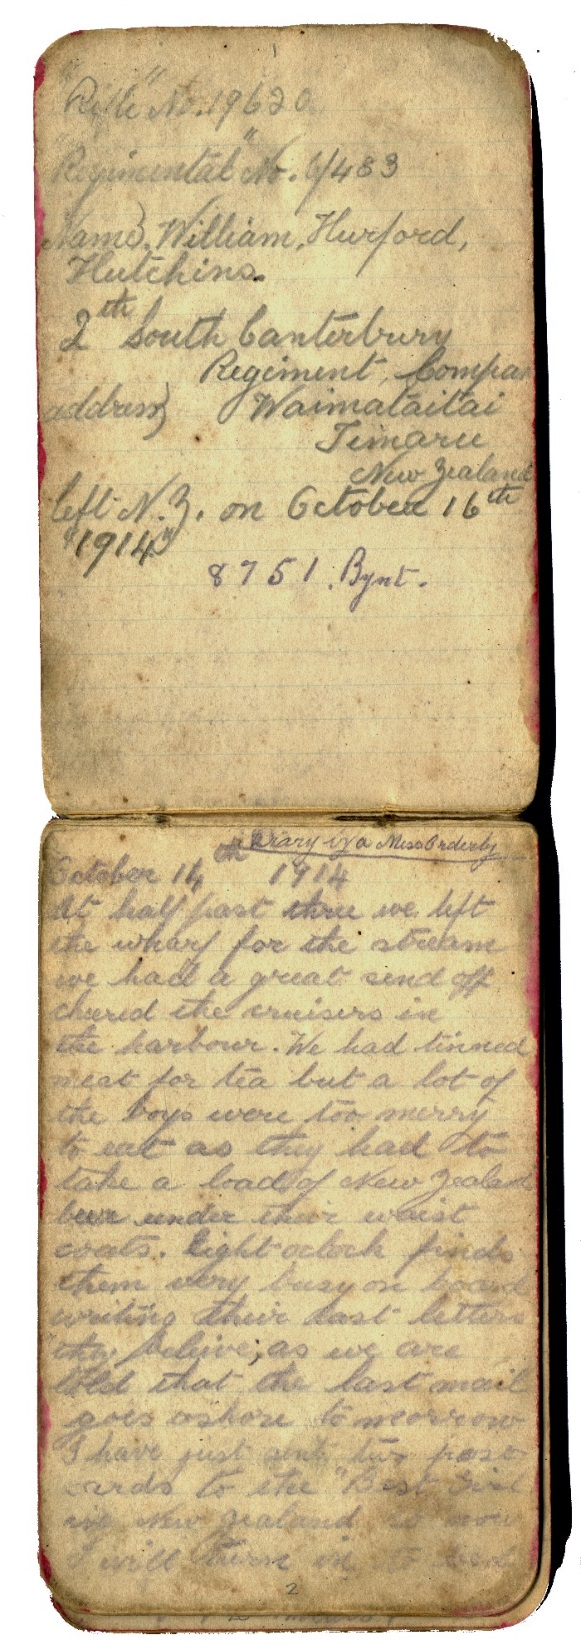 "Rifle" No. 19620
"Regimental" No. 6/483
Name). William, Hurford,
Hutchins.
2th South Canterbury
Regiment, Compan
address) Waimataitai
Timaru
New Zealand
left N.Z. on October 16th
"1914"
8751. Bynt.
Diary of a Mess Orderly
October 14th 1914
At half past three we left
the wharf for the stream
we had a great send off
cheered the cruisers in
the harbour. We had tinned
meat for tea but a lot of
the boys were too merry
to eat as they had to
take a load of New Zealand
beer under their waist
coats. Eight oclock finds
them very busy on board
writing their last letters
they beleive; as we are
told that the last mail
goes ashore tomorrow
I have just sent two post
cards to the "Best Girl
in New Zealand so now
I will turn in to bed
2